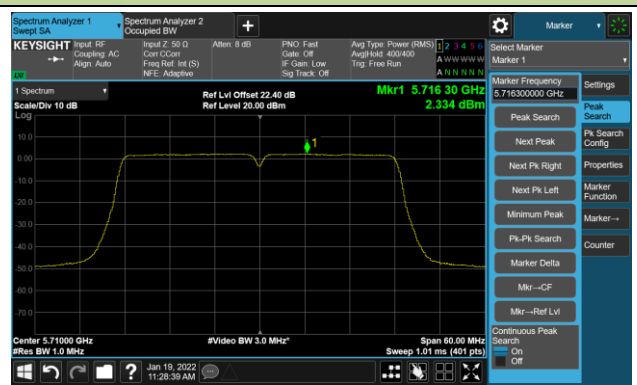 Spectrum Analyzer 1
Swept SA
Spectrum Analyzer 2
Occupied BW
Marker
KEYSIGHT
Input: RF
Coupling: AC
Align: Auto
Input Z: 50 Ω
Corr CCorr
Freq Ref: Int (S)
NFE: Adaptive
Atten: 8 dB
PNO: Fast
Gate: Off
IF Gain: Low
Sig Track: Off
Avg Type: Power (RMS)
Avg|Hold: 400/400
Trig: Free Run
1 2 3 4 5 6
A W W W W W
A N N N N N
LXI
Select Marker
Marker 1
1 Spectrum
Scale/Div 10 dB
Log
Ref Lvl Offset 22.40 dB
Ref Level 20.00 dBm
Mkr1 5.716 30 GHz
2.334 dBm
10.0
0.00
-10.0
-20.0
-30.0
-40.0
-50.0
-60.0
-70.0
1
Center 5.71000 GHz
#Res BW 1.0 MHz
#Video BW 3.0 MHz*
Span 60.00 MHz
Sweep 1.01 ms (401 pts)
Marker Frequency
5.716300000 GHz
Peak Search
Next Peak
Next Pk Right
Next Pk Left
Minimum Peak
Pk-Pk Search
Marker Delta
Mkr→CF
Mkr→Ref Lvl
Continuous Peak
Search
On
Off
Settings
Peak
Search
Pk Search
Config
Properties
Marker
Function
Marker→
Counter
?
Jan 19, 2022
11:28:39 AM